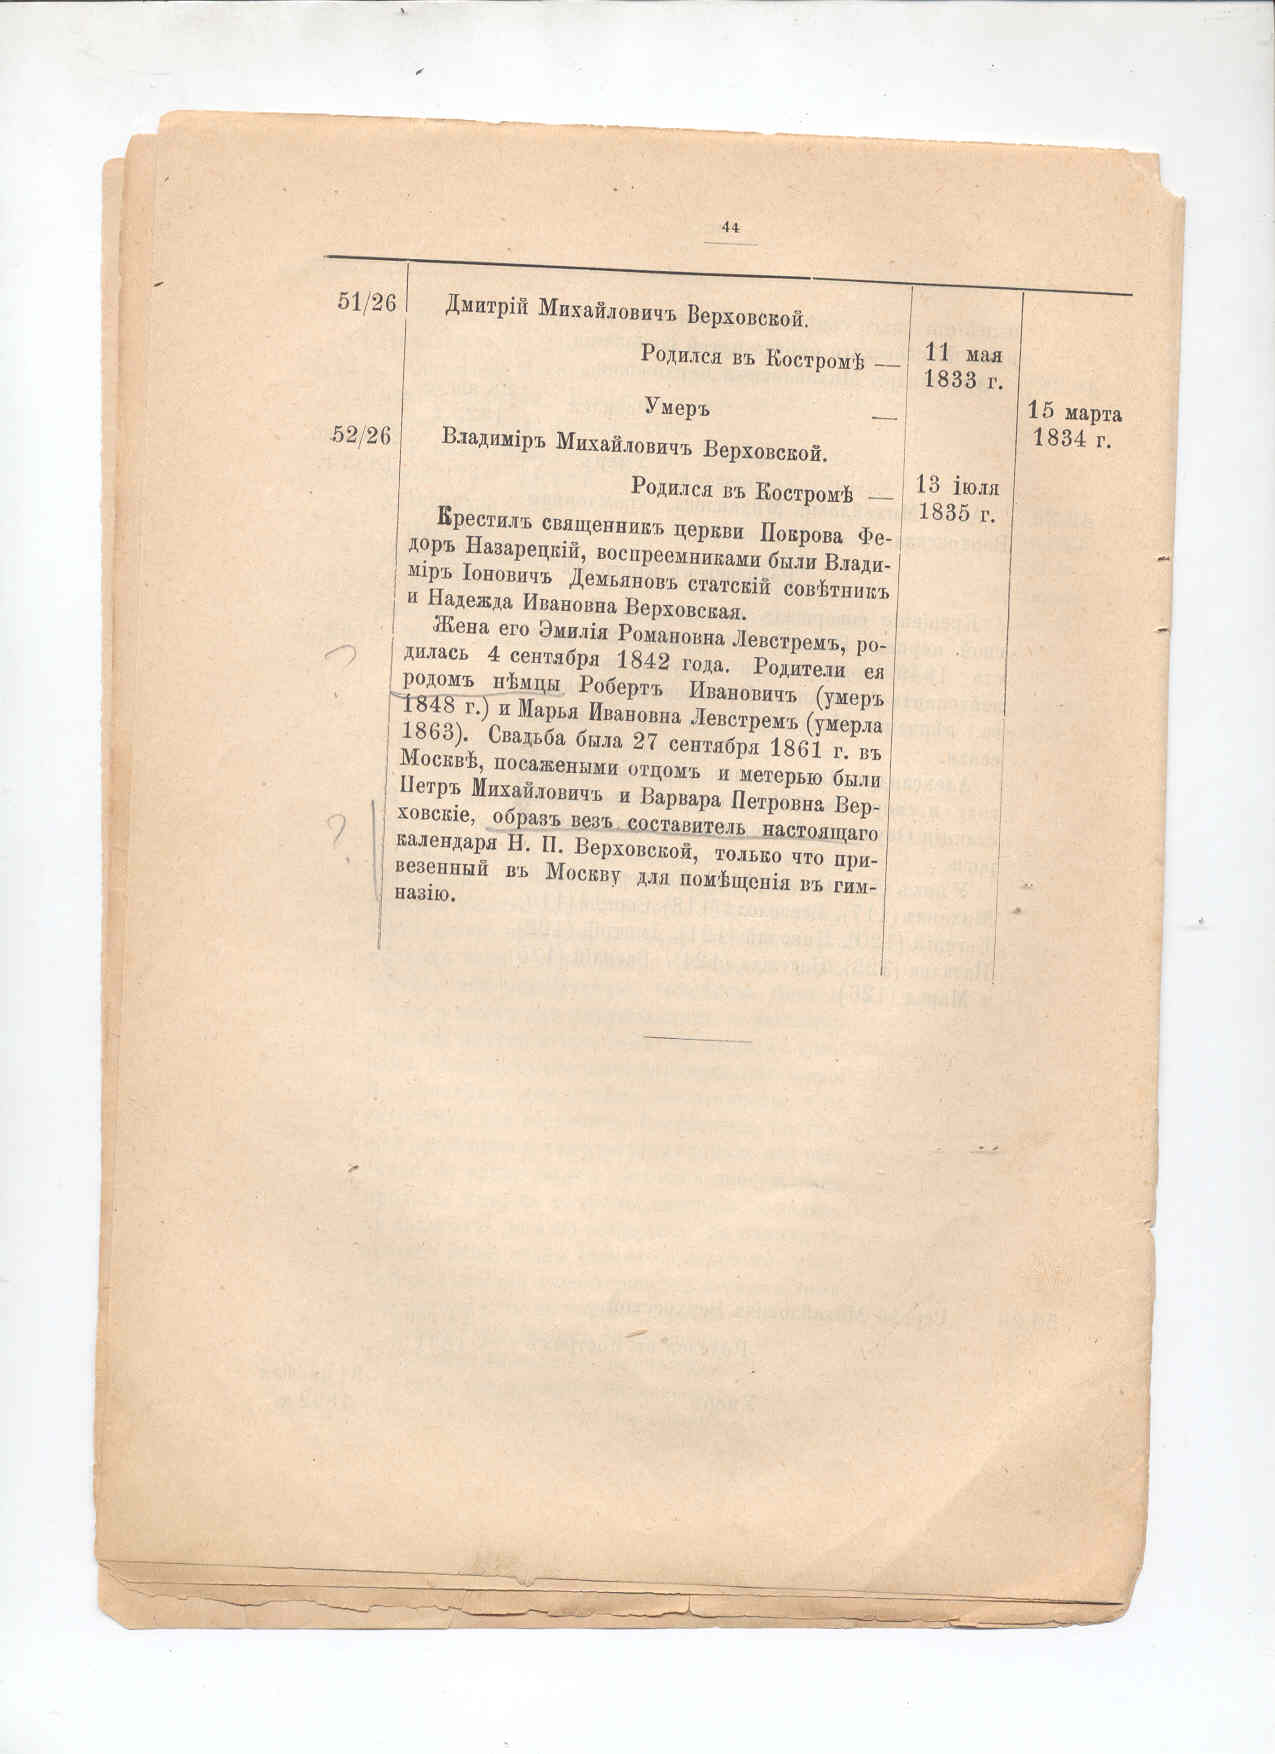 44
51/26 Дмитрій Михайловичъ Верховской.
Родился въ Костромѣ — 11 мая
1833 г.
Умеръ — 15 марта
1834 г.
52/26 Владиміръ Михайловичъ Верховской.
Родился въ Костромѣ — 13 іюля
1835 г.
Крестилъ священникъ церкви Покрова Фе-
доръ Назарецкій, воспреемниками были Влади-
міръ Іоновичъ Демьяновъ статскій совѣтникъ
и Надежда Ивановна Верховская.
Жена его Эмилія Романовна Левстремъ, ро-
дилась 4 сентября 1842 года. Родители ея
? родомъ нѣмцы Робертъ Ивановичъ (умеръ
1848 г.) и Марья Ивановна Левстремъ (умерла
1863). Свадьба была 27 сентября 1861 г. въ
Москвѣ, посажеными отцомъ и метерью были
Петръ Михайловичъ и Варвара Петровна Вер-
ховскіе, образъ везъ составитель настоящаго
? календаря Н. П. Верховской, только что при-
везенный въ Москву для помѣщенія въ гим-
назію.